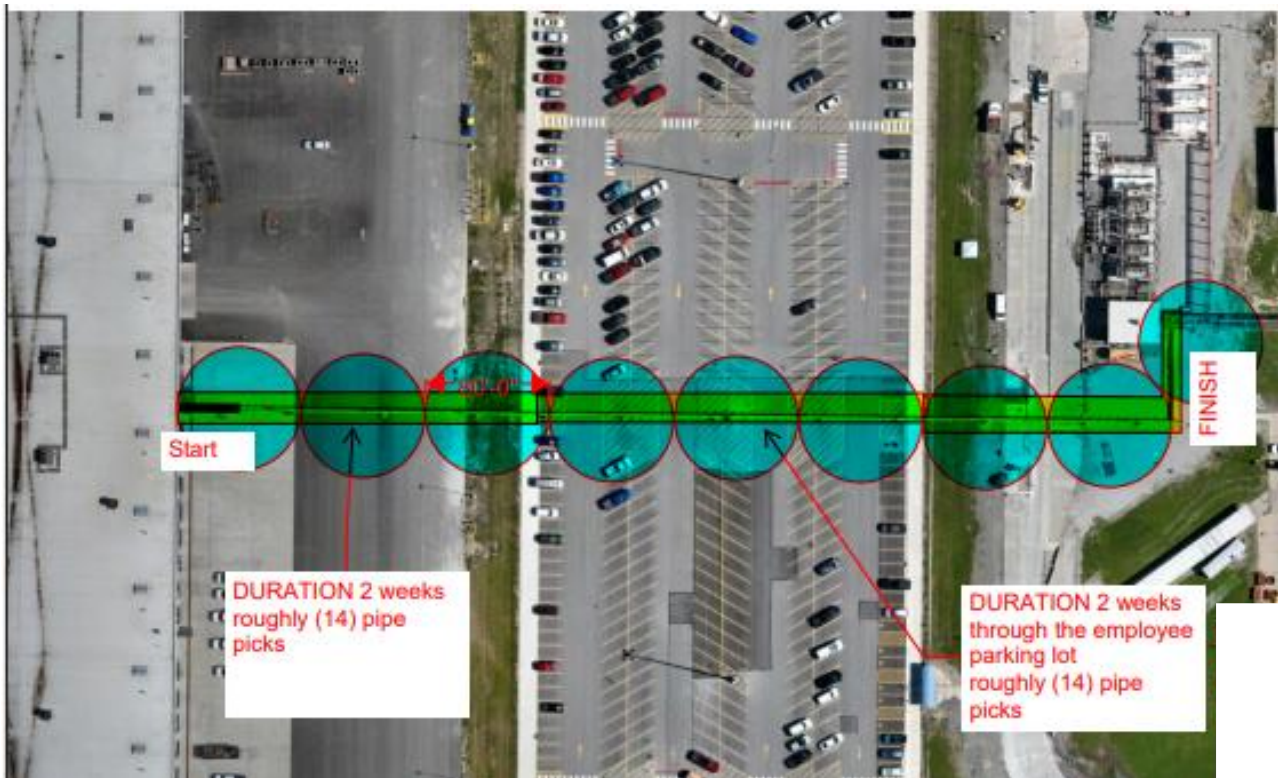 Start
FINISH
DURATION 2 weeks
roughly (14) pipe
picks
DURATION 2 weeks
through the employee
parking lot
roughly (14) pipe
picks